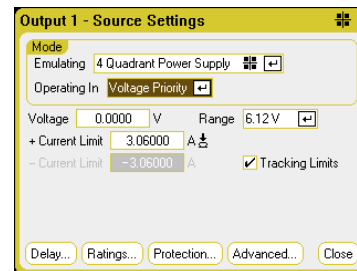 Output 1 - Source Settings
Mode
Emulating 4 Quadrant Power Supply
Operating In Voltage Priority
Voltage 0.0000 V Range 6.12 V
+ Current Limit 3.06000 A
- Current Limit -3.06000 A
Tracking Limits
Delay... Ratings... Protection... Advanced... Close